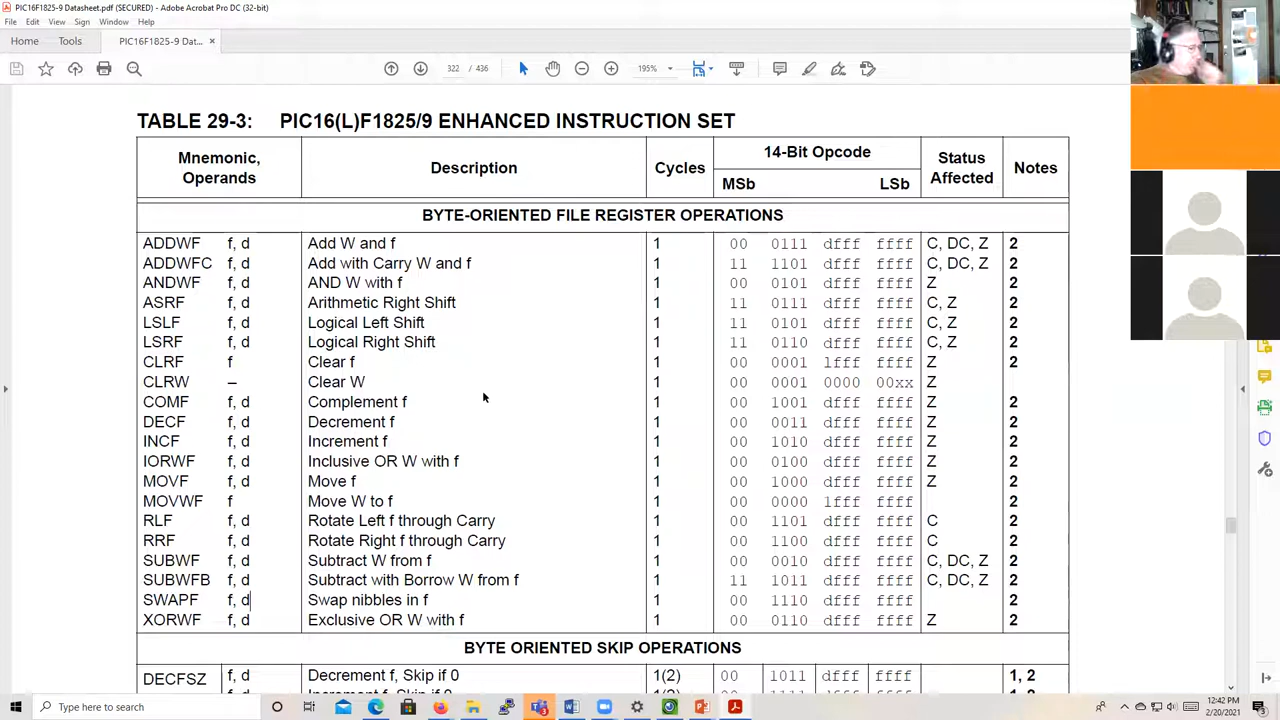 PIC16F1825-9 Datasheet.pdf (SECURED) - Adobe Acrobat Pro DC (32-bit)
File Edit View Sign Window Help
Home Tools PIC16F1825-9 Dat... ×
322 / 436 195%
TABLE 29-3: PIC16(L)F1825/9 ENHANCED INSTRUCTION SET
Mnemonic, Operands Description Cycles 14-Bit Opcode Status Affected Notes
MSb LSb
BYTE-ORIENTED FILE REGISTER OPERATIONS
ADDWF f, d Add W and f 1 00 0111 dfff ffff C, DC, Z 2
ADDWFC f, d Add with Carry W and f 1 11 1101 dfff ffff C, DC, Z 2
ANDWF f, d AND W with f 1 00 0101 dfff ffff Z 2
ASRF f, d Arithmetic Right Shift 1 11 0111 dfff ffff C, Z 2
LSLF f, d Logical Left Shift 1 11 0101 dfff ffff C, Z 2
LSRF f, d Logical Right Shift 1 11 0110 dfff ffff C, Z 2
CLRF f Clear f 1 00 0001 lfff ffff Z 2
CLRW – Clear W 1 00 0001 0000 00xx Z
COMF f, d Complement f 1 00 1001 dfff ffff Z 2
DECF f, d Decrement f 1 00 0011 dfff ffff Z 2
INCF f, d Increment f 1 00 1010 dfff ffff Z 2
IORWF f, d Inclusive OR W with f 1 00 0100 dfff ffff Z 2
MOVF f, d Move f 1 00 1000 dfff ffff Z 2
MOVWF f Move W to f 1 00 0000 1fff ffff 2
RLF f, d Rotate Left f through Carry 1 00 1101 dfff ffff C 2
RRF f, d Rotate Right f through Carry 1 00 1100 dfff ffff C 2
SUBWF f, d Subtract W from f 1 00 0010 dfff ffff C, DC, Z 2
SUBWFB f, d Subtract with Borrow W from f 1 11 1011 dfff ffff C, DC, Z 2
SWAPF f, d Swap nibbles in f 1 00 1110 dfff ffff 2
XORWF f, d Exclusive OR W with f 1 00 0110 dfff ffff Z 2
BYTE ORIENTED SKIP OPERATIONS
DECFSZ f, d Decrement f, Skip if 0 1(2) 00 1011 dfff ffff 1, 2
Type here to search
12:42 PM
2/20/2021